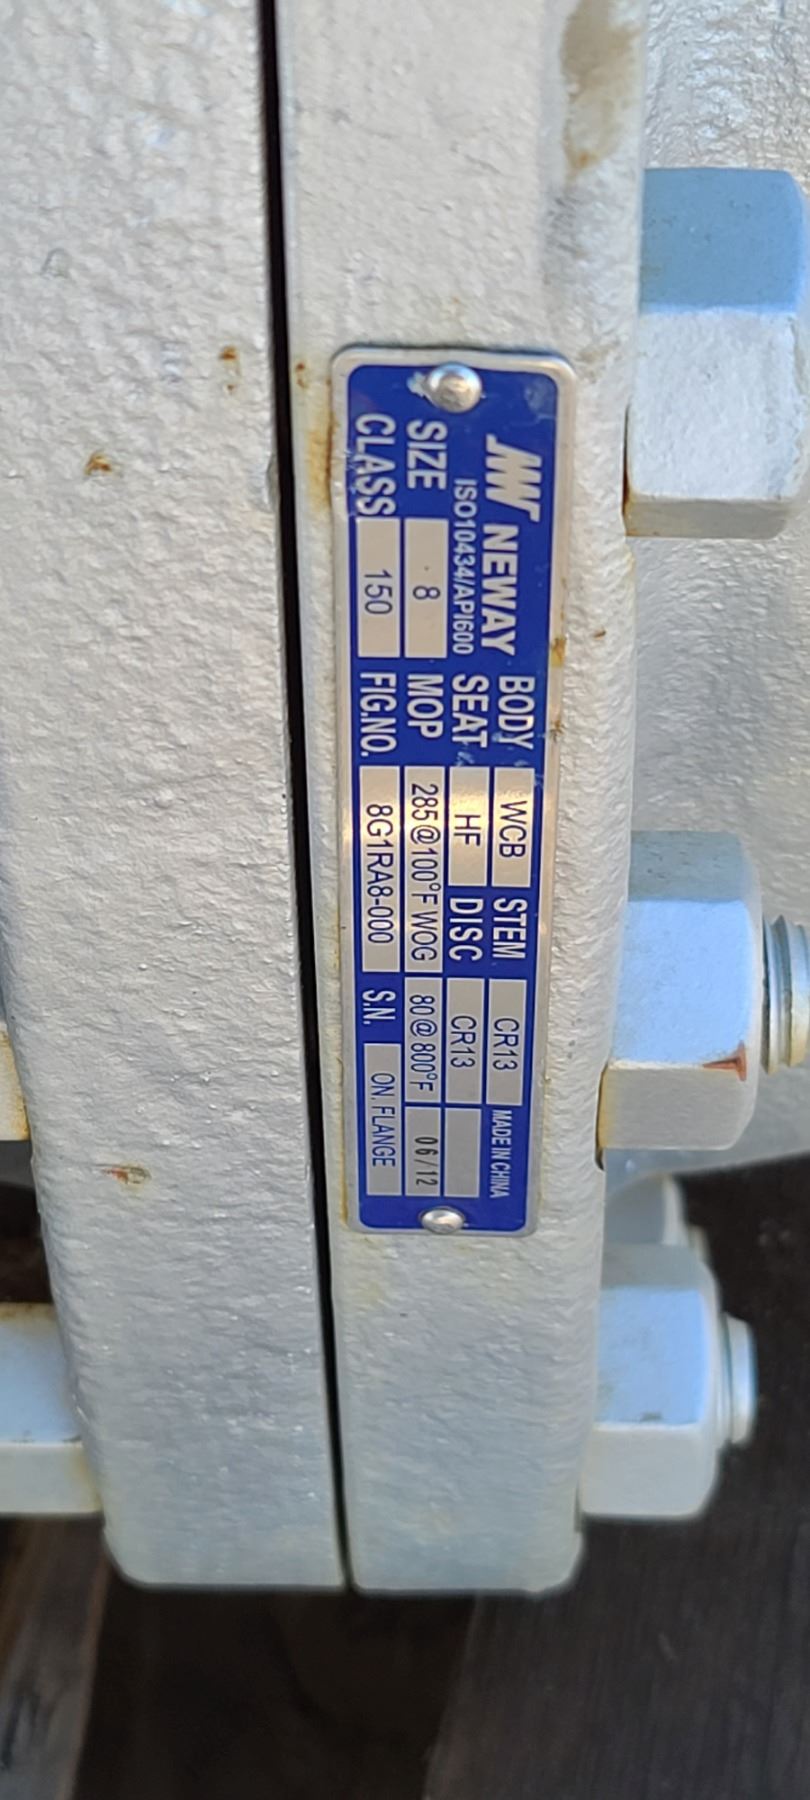 NEWAY BODY WCB STEM CR13 MADE IN CHINA
ISO10434/API600 SEAT HF DISC CR13
SIZE 8 MOP 285@100°F WOG 80@800°F 06/12
CLASS 150 FIG.NO. 8G1RA8-000 S.N. ON FLANGE